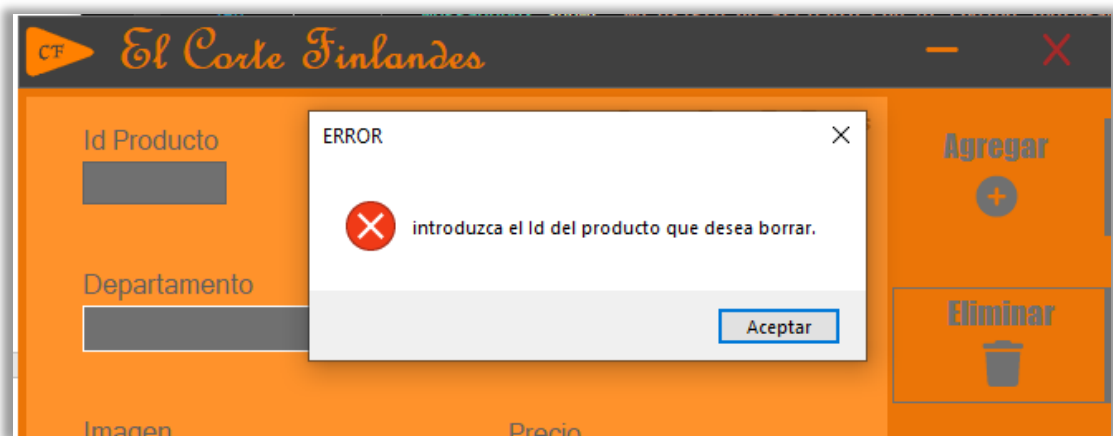 CF El Corte Finlandes
Id Producto
ERROR
introduzca el Id del producto que desea borrar.
Aceptar
Agregar
Departamento
Eliminar
Imagen
Precio